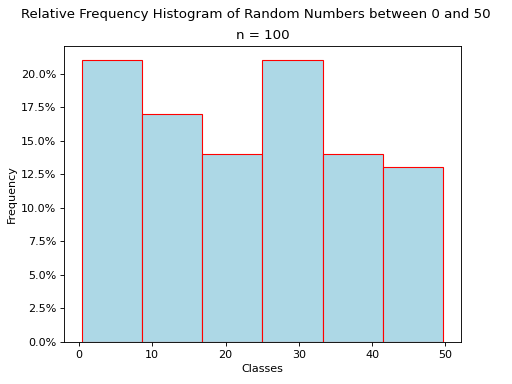 Relative Frequency Histogram of Random Numbers between 0 and 50
n = 100
20.0%
17.5%
15.0%
12.5%
10.0%
7.5%
5.0%
2.5%
0.0%
Frequency
0 10 20 30 40 50
Classes